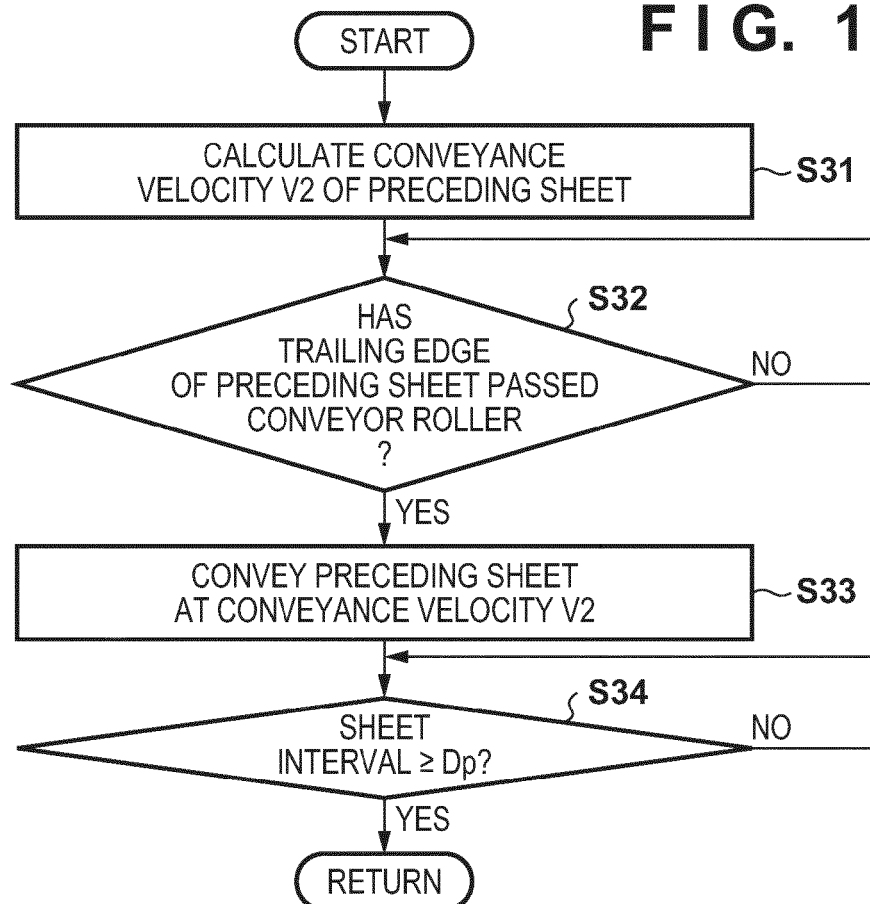 FIG. 1
START
CALCULATE CONVEYANCE
VELOCITY V2 OF PRECEDING SHEET
S31
S32
HAS
TRAILING EDGE
OF PRECEDING SHEET PASSED
CONVEYOR ROLLER
?
NO
YES
CONVEY PRECEDING SHEET
AT CONVEYANCE VELOCITY V2
S33
S34
SHEET
INTERVAL ≥ Dp?
NO
YES
RETURN